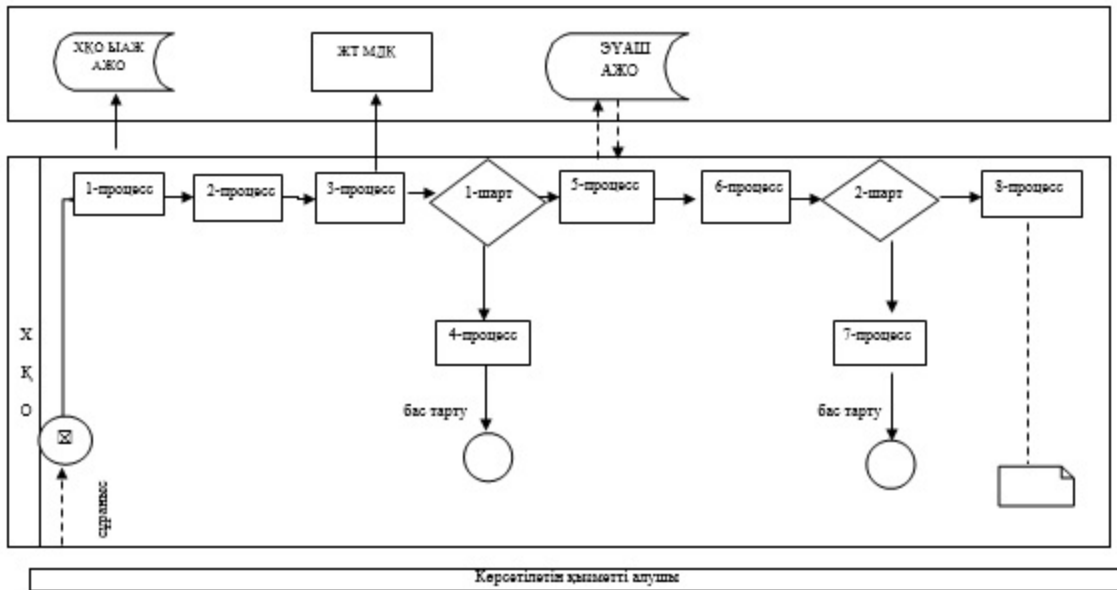 ХҚО ЫАЖ
АЖО
ЖТ МДҚ
ЭҮАШ
АЖО
1-процесс
2-процесс
3-процесс
1-шарт
5-процесс
6-процесс
2-шарт
8-процесс
4-процесс
7-процесс
бас тарту
бас тарту
Х
Қ
О
сұраныс
Көрсетілетін қызметті алушы